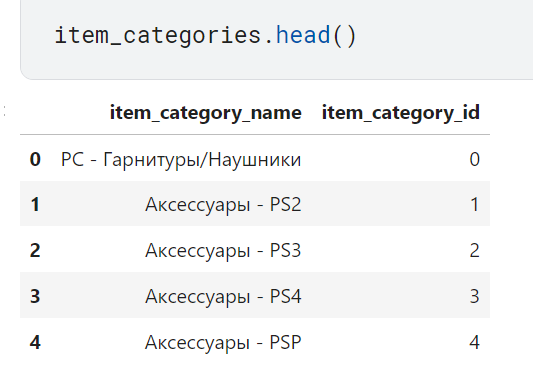 item_categories.head()
item_category_name item_category_id
0 PC - Гарнитуры/Наушники 0
1 Аксессуары - PS2 1
2 Аксессуары - PS3 2
3 Аксессуары - PS4 3
4 Аксессуары - PSP 4